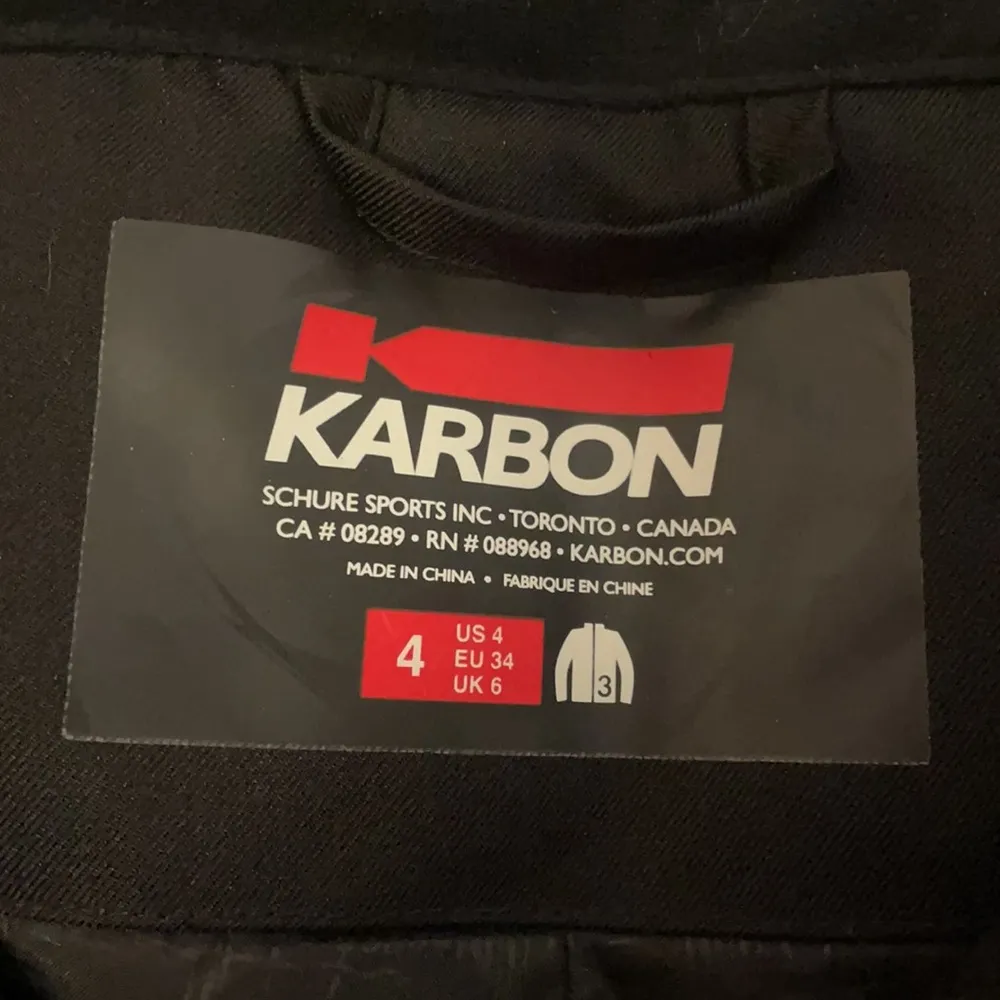 KARBON
SCHURE SPORTS INC • TORONTO • CANADA
CA # 08289 • RN # 088968 • KARBON.COM
MADE IN CHINA • FABRIQUE EN CHINE
4
US 4
EU 34
UK 6
3